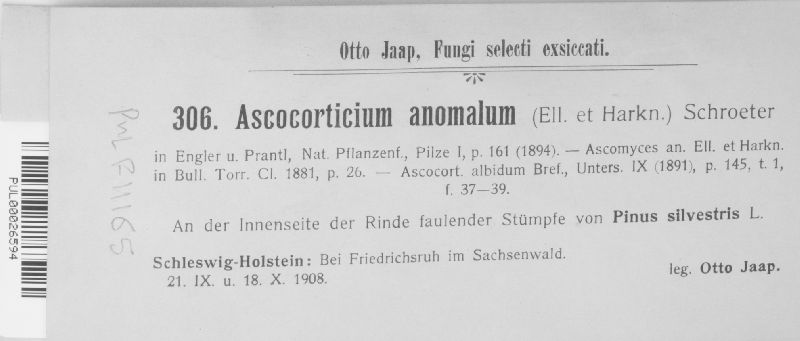 Otto Jaap, Fungi selecti exsiccati.
306. Ascocorticium anomalum (Ell. et Harkn.) Schroeter
in Engler u. Prantl, Nat. Pflanzenf., Pilze I, p. 161 (1894). — Ascomyces an. Ell. et Harkn.
in Bull. Torr. Cl. 1881, p. 26. — Ascocort. albidum Bref., Unters. IX (1891), p. 145, t. 1,
f. 37—39.
An der Innenseite der Rinde faulender Stümpfe von Pinus silvestris L.
Schleswig-Holstein: Bei Friedrichsruh im Sachsenwald.
21. IX. u. 18. X. 1908.
leg. Otto Jaap.
PUL F11165
PUL00026594